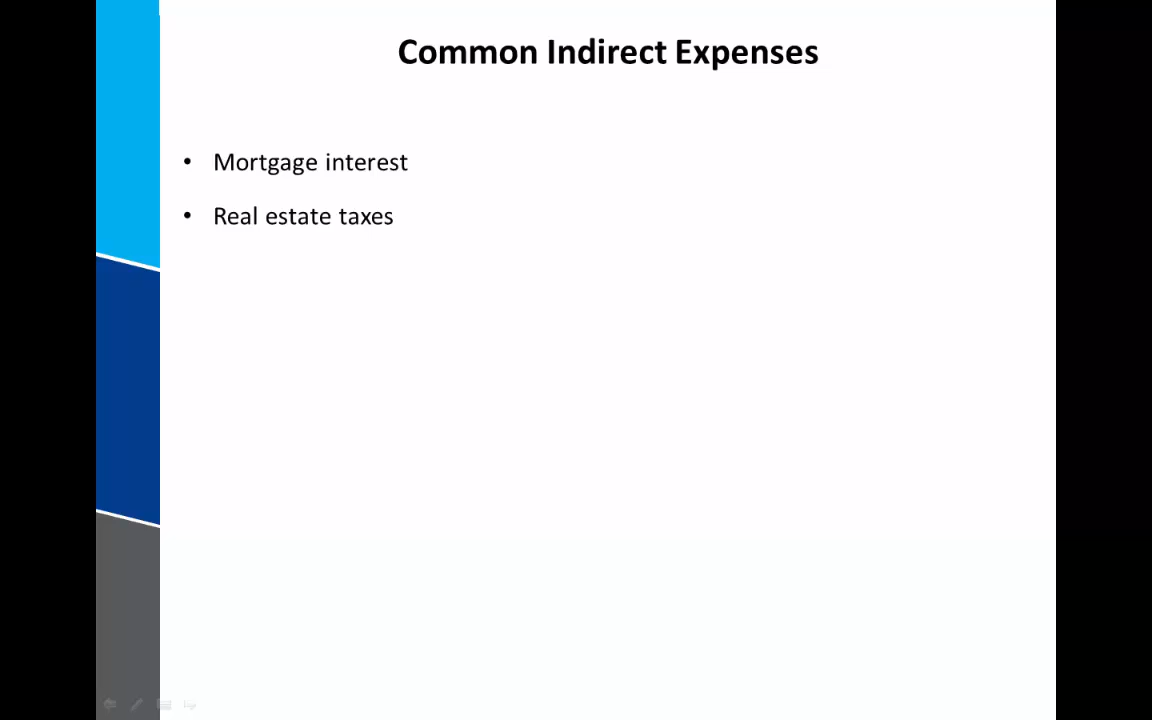 Common Indirect Expenses
• Mortgage interest
• Real estate taxes